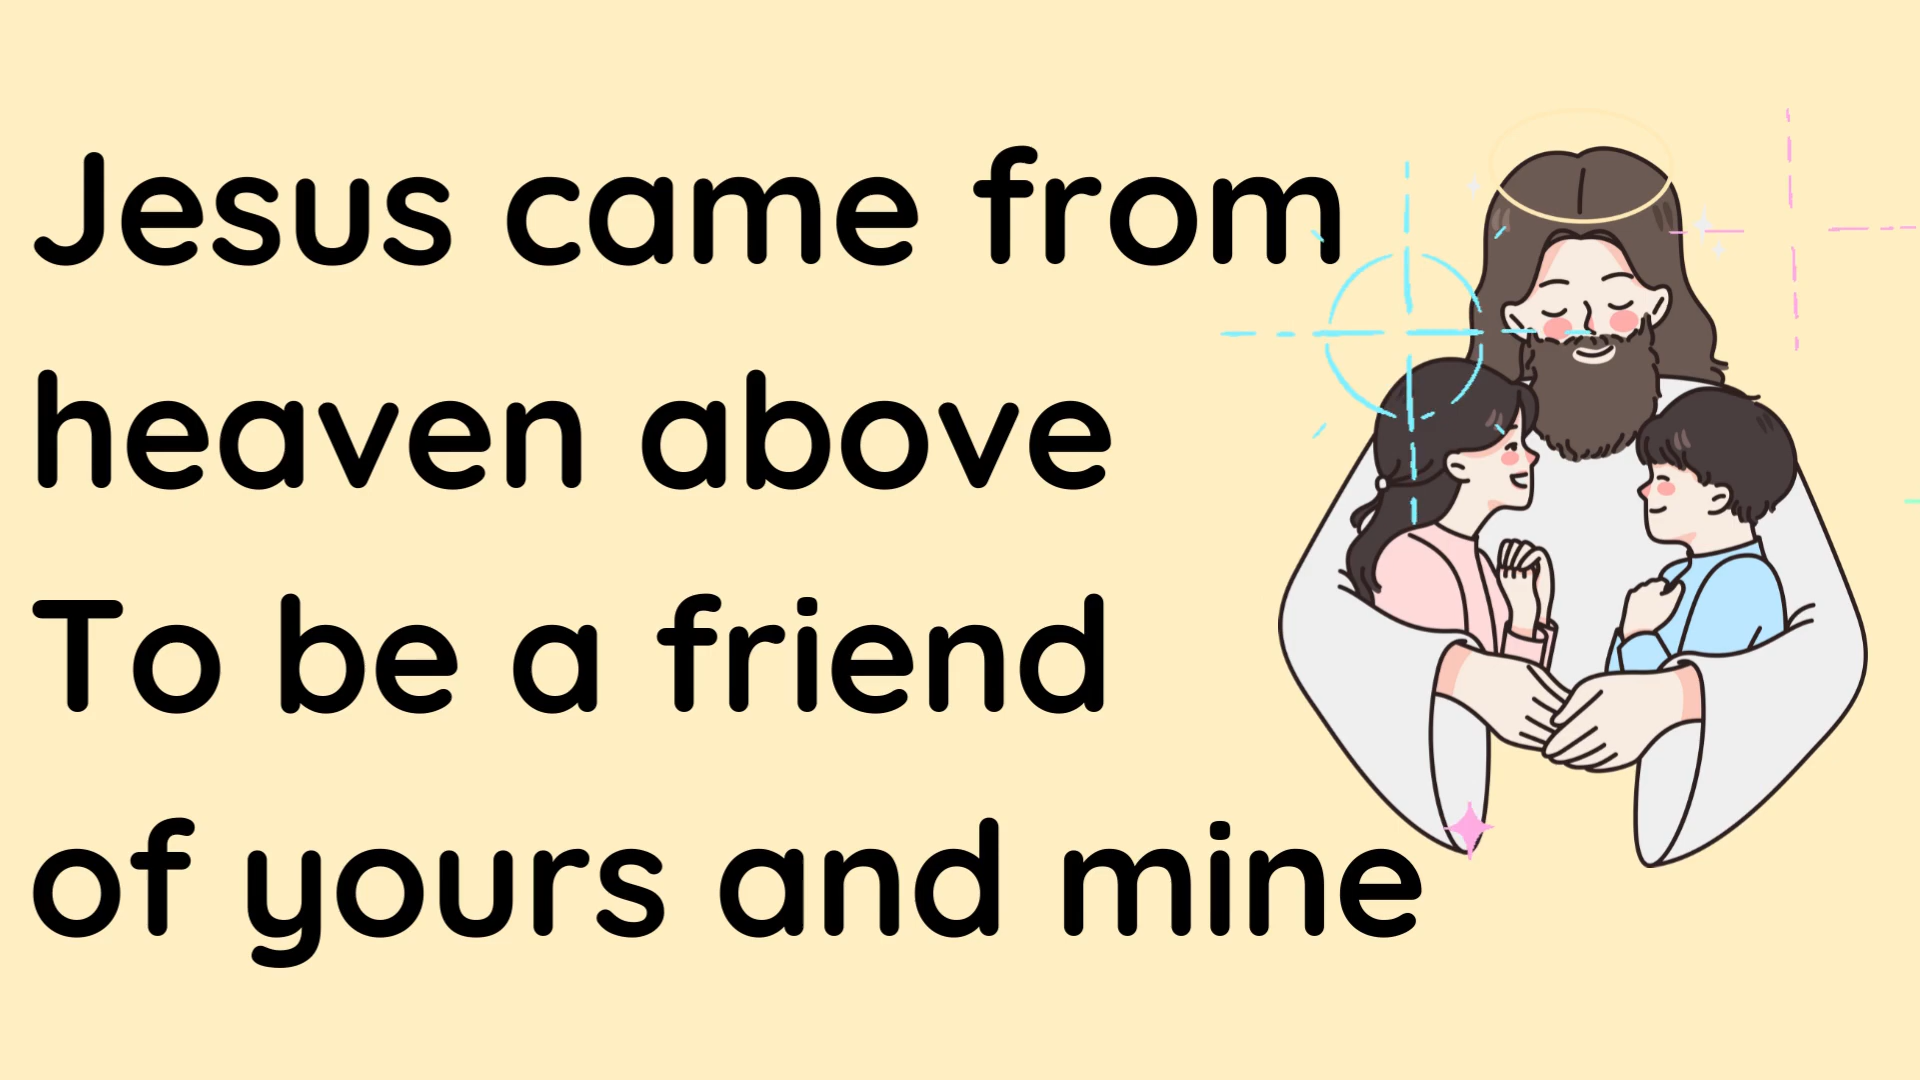 Jesus came from
heaven above
To be a friend
of yours and mine